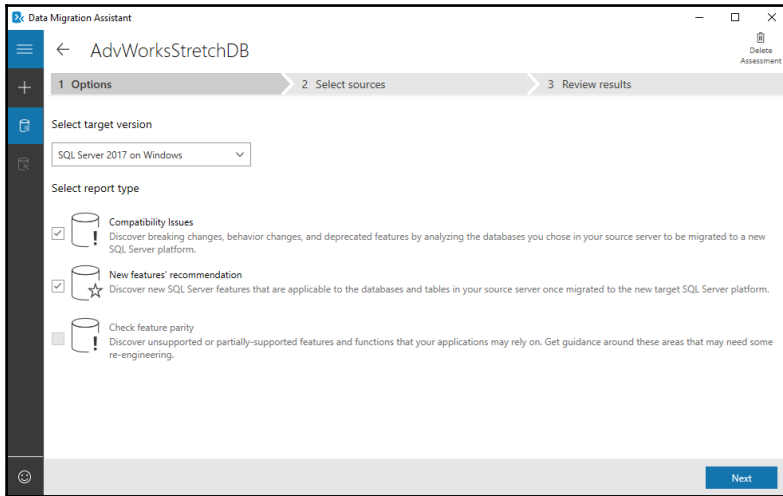 Data Migration Assistant
AdvWorksStretchDB
Delete
Assessment
1 Options
2 Select sources
3 Review results
Select target version
SQL Server 2017 on Windows
Select report type
Compatibility Issues
Discover breaking changes, behavior changes, and deprecated features by analyzing the databases you chose in your source server to be migrated to a new
SQL Server platform.
New features' recommendation
Discover new SQL Server features that are applicable to the databases and tables in your source server once migrated to the new target SQL Server platform.
Check feature parity
Discover unsupported or partially-supported features and functions that your applications may rely on. Get guidance around these areas that may need some
re-engineering.
Next